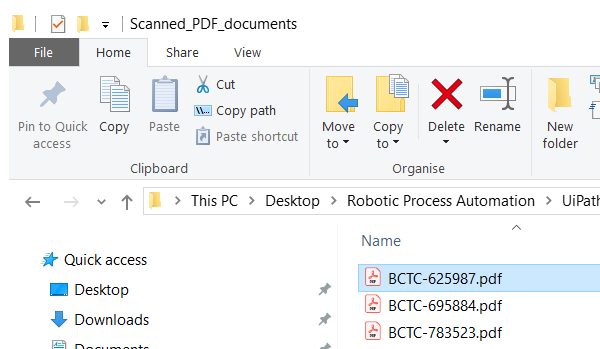 Scanned_PDF_documents
File Home Share View
Pin to Quick access
Copy
Paste
Cut
Copy path
Paste shortcut
Clipboard
Move to
Copy to
Delete
Rename
Organise
New folder
This PC > Desktop > Robotic Process Automation > UiPath
Quick access
Desktop
Downloads
Documents
Name
BCTC-625987.pdf
BCTC-695884.pdf
BCTC-783523.pdf